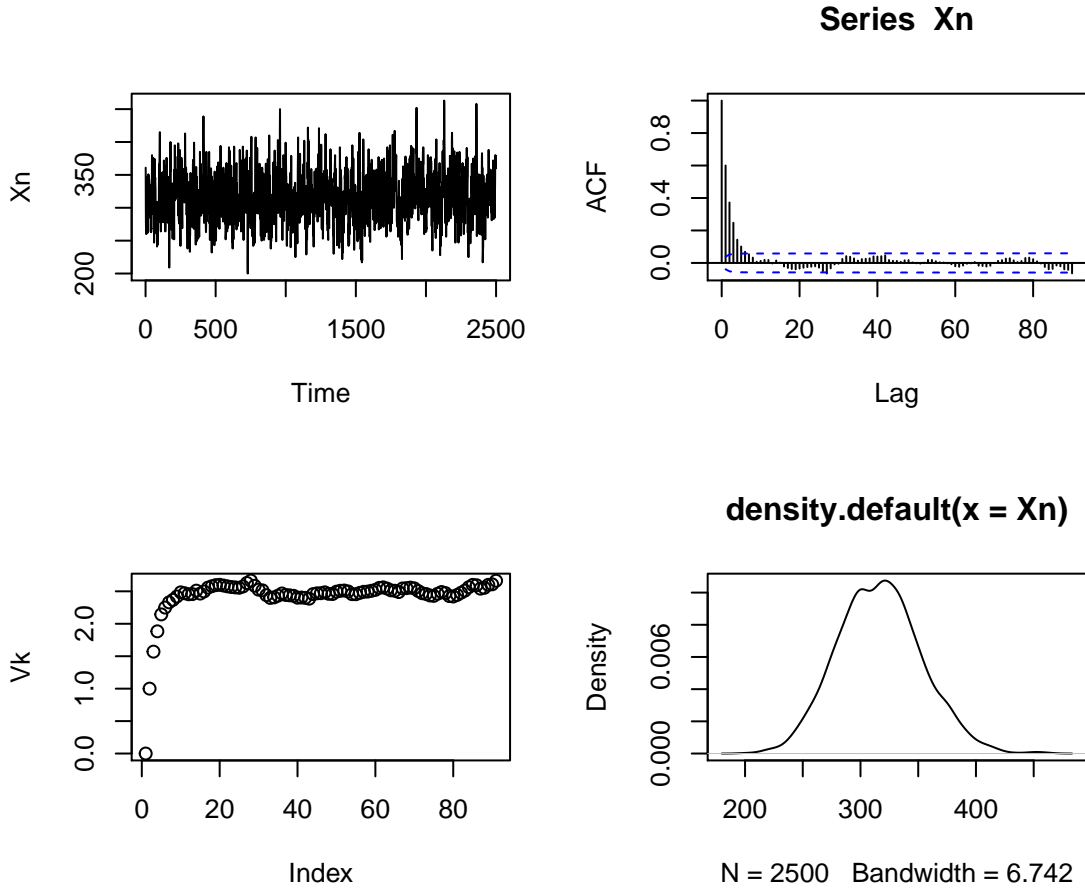 Xn
200
350
0
500
1500
2500
Time
Series Xn
ACF
0.0
0.4
0.8
0
20
40
60
80
Lag
Vk
0.0
1.0
2.0
0
20
40
60
80
Index
density.default(x = Xn)
Density
0.000
0.006
200
300
400
N = 2500 Bandwidth = 6.742